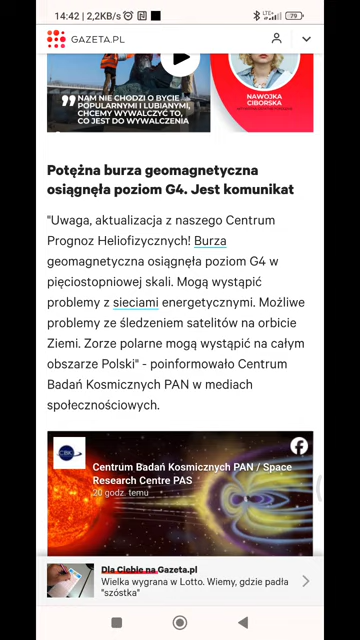 14:42 | 2,2KB/s
79
GAZETA.PL
NAM NIE CHODZI O BYCIE
POPULARNYMI I LUBIANYMI,
CHCEMY WYWALCZYĆ TO,
CO JEST DO WYWALCZENIA
NAWOJKA
CIBORSKA
Potężna burza geomagnetyczna
osiągnęła poziom G4. Jest komunikat
"Uwaga, aktualizacja z naszego Centrum
Prognoz Heliofizycznych! Burza
geomagnetyczna osiągnęła poziom G4 w
pięciostopniowej skali. Mogą wystąpić
problemy z sieciami energetycznymi. Możliwe
problemy ze śledzeniem satelitów na orbicie
Ziemi. Zorze polarne mogą wystąpić na całym
obszarze Polski" - poinformowało Centrum
Badań Kosmicznych PAN w mediach
społecznościowych.
Centrum Badań Kosmicznych PAN / Space
Research Centre PAS
20 godz. temu
Dla Ciebie na Gazeta.pl
Wielka wygrana w Lotto. Wiemy, gdzie padła
"szóstka"